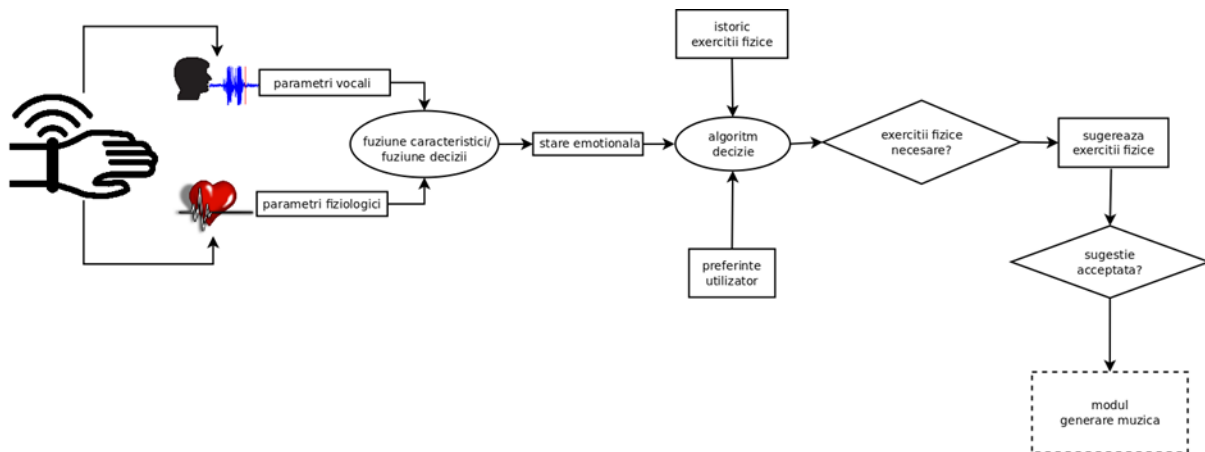 istoric
exercitii fizice
parametri vocali
fuziune caracteristici/
fuziune decizii
stare emotionala
algoritm
decizie
exercitii fizice
necesare?
sugereaza
exercitii fizice
parametri fiziologici
preferinte
utilizator
sugestie
acceptata?
modul
generare muzica